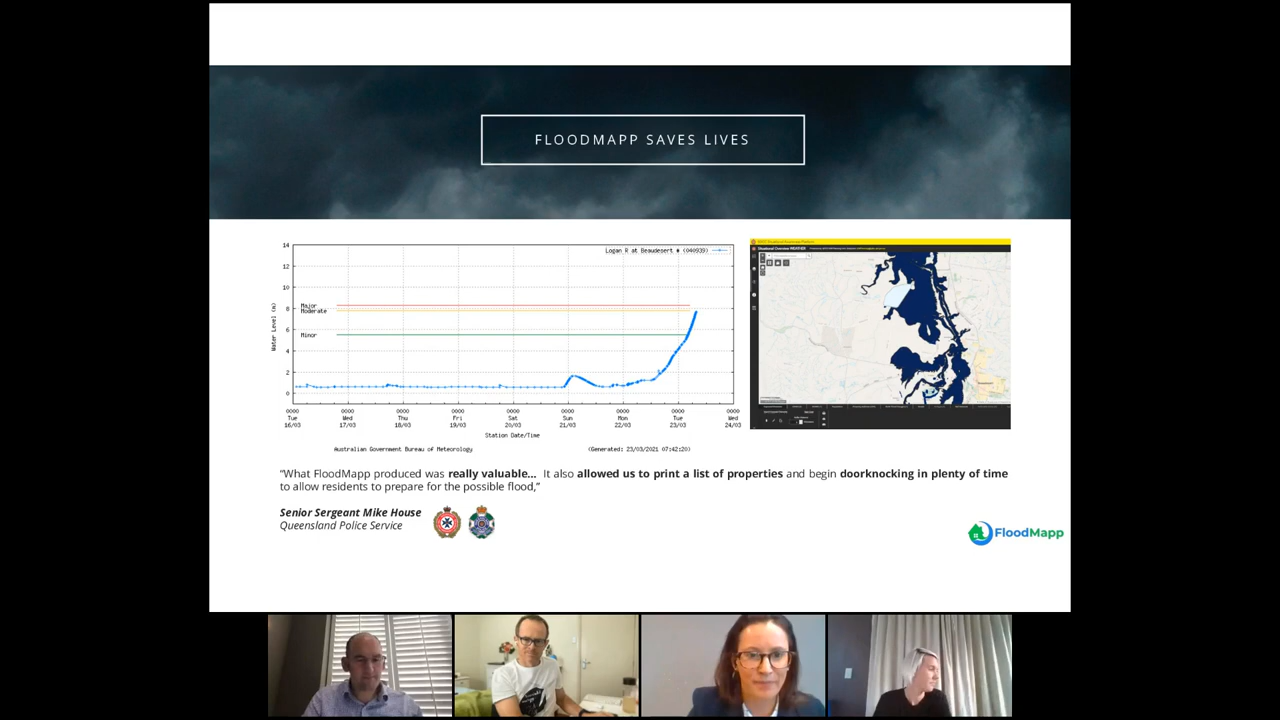 FLOODMAPP SAVES LIVES
Logan R at Beaudesert # (040939)
14
12
10
8
6
4
2
0
Water Level (m)
Major
Moderate
Minor
0000 0000 0000 0000 0000 0000 0000 0000 0000
Tue Wed Thu Fri Sat Sun Mon Tue Wed
16/03 17/03 18/03 19/03 20/03 21/03 22/03 23/03 24/03
Station Date/Time
Australian Government Bureau of Meteorology (Generated: 23/03/2021 07:42:20)
Situational Overview WEATHER
“What FloodMapp produced was really valuable... It also allowed us to print a list of properties and begin doorknocking in plenty of time
to allow residents to prepare for the possible flood,”
Senior Sergeant Mike House
Queensland Police Service
FloodMapp